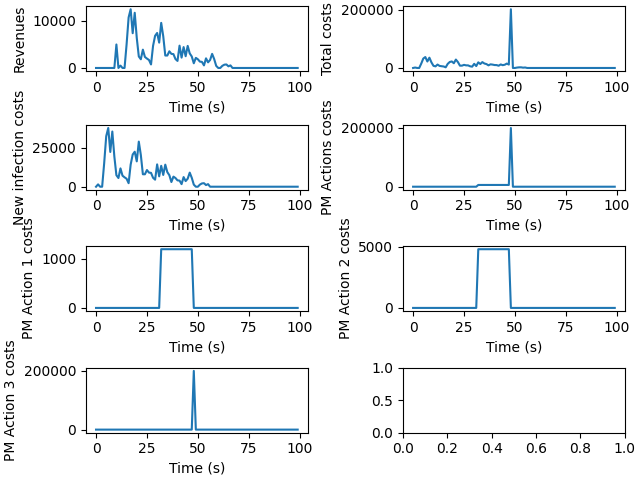 Revenues
10000
0
0 25 50 75 100
Time (s)
Total costs
200000
0
0 25 50 75 100
Time (s)
New infection costs
25000
0
0 25 50 75 100
Time (s)
PM Actions costs
200000
0
0 25 50 75 100
Time (s)
PM Action 1 costs
1000
0
0 25 50 75 100
Time (s)
PM Action 2 costs
5000
0
0 25 50 75 100
Time (s)
PM Action 3 costs
200000
0
0 25 50 75 100
Time (s)
1.0
0.5
0.0
0.0 0.2 0.4 0.6 0.8 1.0